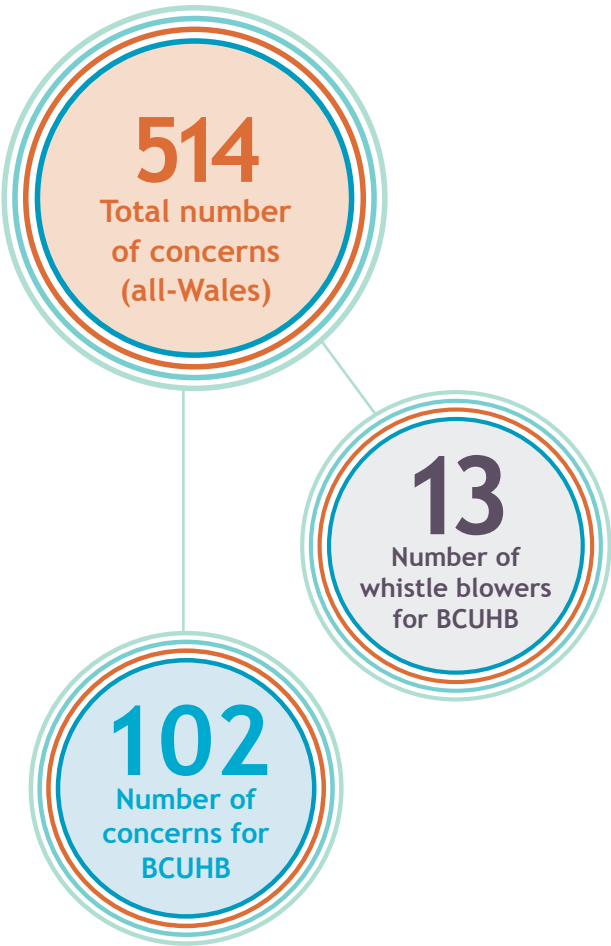 514
Total number
of concerns
(all-Wales)
13
Number of
whistle blowers
for BCUHB
102
Number of
concerns for
BCUHB